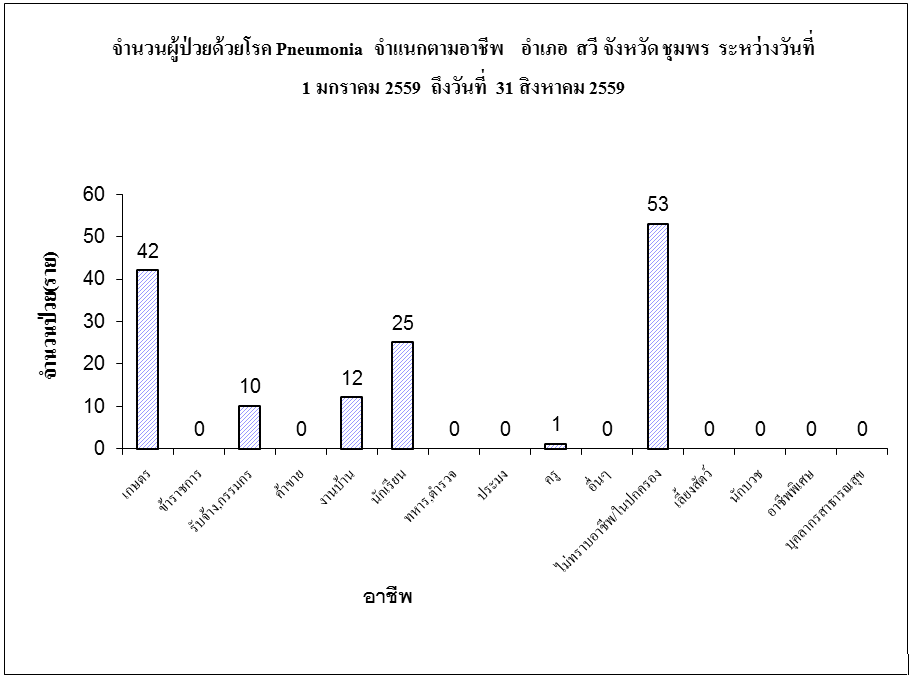 จำนวนผู้ป่วยด้วยโรค Pneumonia จำแนกตามอาชีพ อำเภอ สวี จังหวัด ชุมพร ระหว่างวันที่
1 มกราคม 2559 ถึงวันที่ 31 สิงหาคม 2559
จำนวนป่วย(ราย)
60
50
40
30
20
10
0
42
0
10
0
12
25
0
0
1
0
53
0
0
0
0
เกษตร
ข้าราชการ
รับจ้าง,กรรมกร
ค้าขาย
งานบ้าน
นักเรียน
ทหาร,ตำรวจ
ประมง
ครู
อื่นๆ
ไม่ทราบอาชีพ/ในปกครอง
เลี้ยงสัตว์
นักบวช
อาชีพพิเศษ
บุคลากรสาธารณสุข
อาชีพ